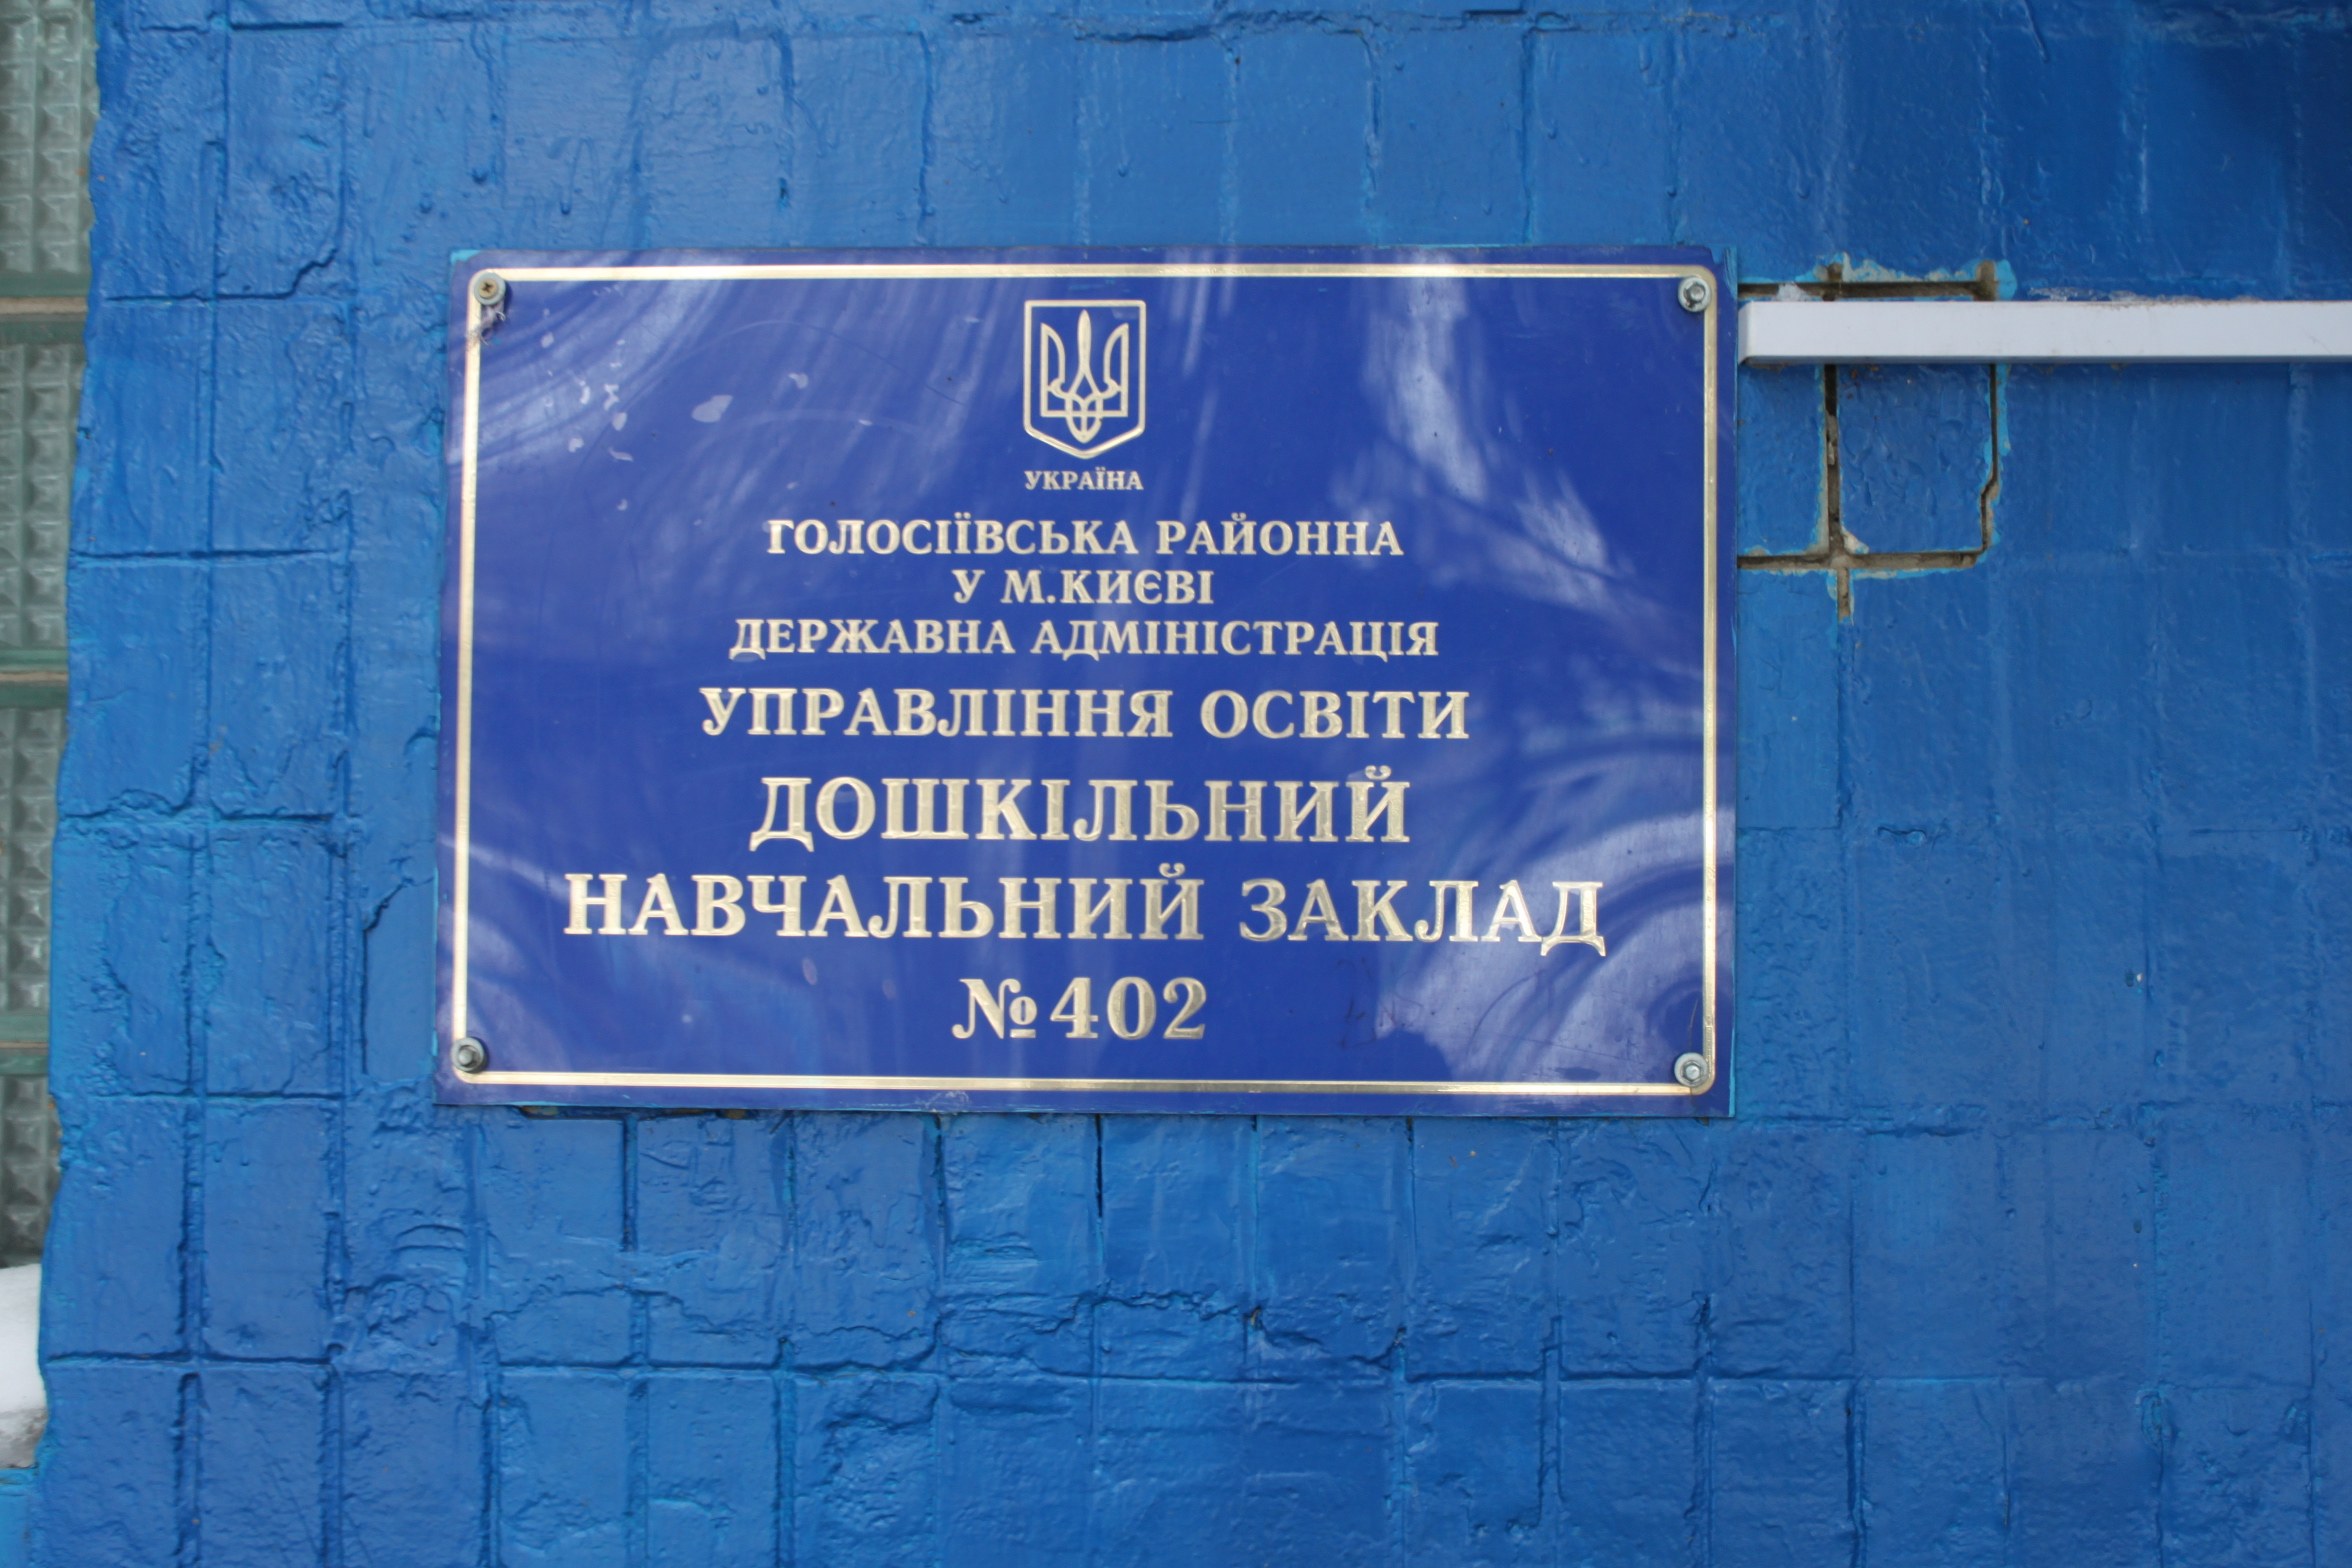 УКРАЇНА
ГОЛОСІЇВСЬКА РАЙОННА
У М.КИЄВІ
ДЕРЖАВНА АДМІНІСТРАЦІЯ
УПРАВЛІННЯ ОСВІТИ
ДОШКІЛЬНИЙ
НАВЧАЛЬНИЙ ЗАКЛАД
№402